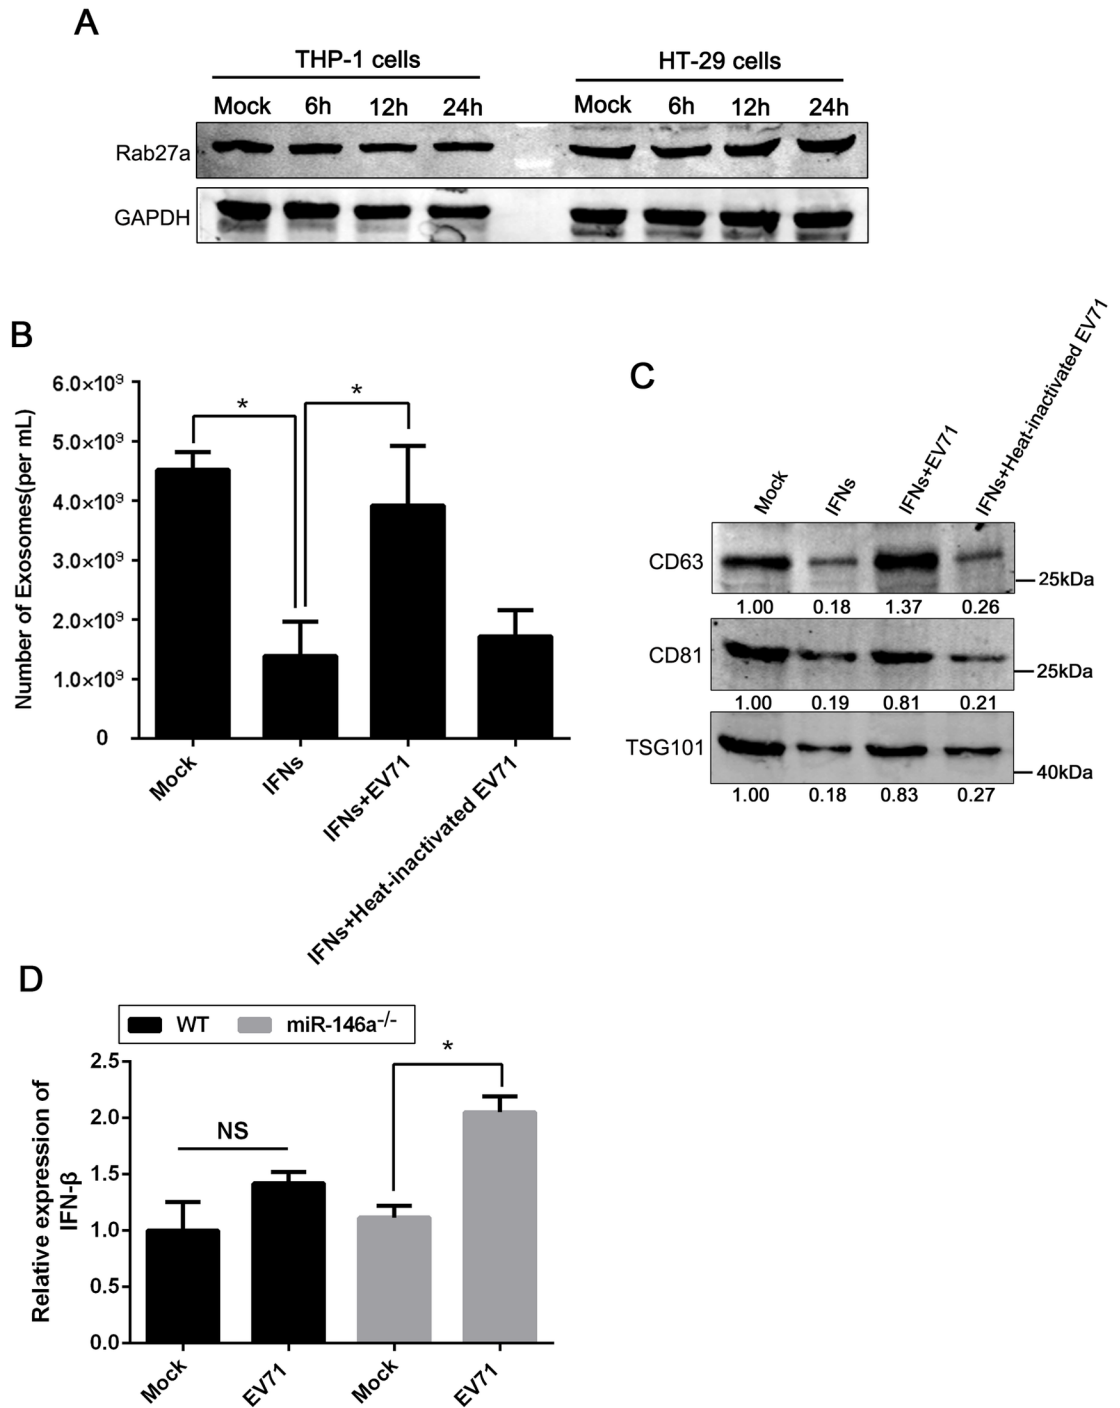 A
THP-1 cells
HT-29 cells
Mock 6h 12h 24h Mock 6h 12h 24h
Rab27a
GAPDH
B
Number of Exosomes(per mL)
6.0×10⁹
5.0×10⁹
4.0×10⁹
3.0×10⁹
2.0×10⁹
1.0×10⁹
0
*
*
Mock
IFNs
IFNs+EV71
IFNs+Heat-inactivated EV71
C
Mock
IFNs
IFNs+EV71
IFNs+Heat-inactivated EV71
CD63
25kDa
1.00 0.18 1.37 0.26
CD81
25kDa
1.00 0.19 0.81 0.21
TSG101
40kDa
1.00 0.18 0.83 0.27
D
WT miR-146a⁻/⁻
Relative expression of
IFN-β
2.5
2.0
1.5
1.0
0.5
0.0
NS
*
Mock
EV71
Mock
EV71